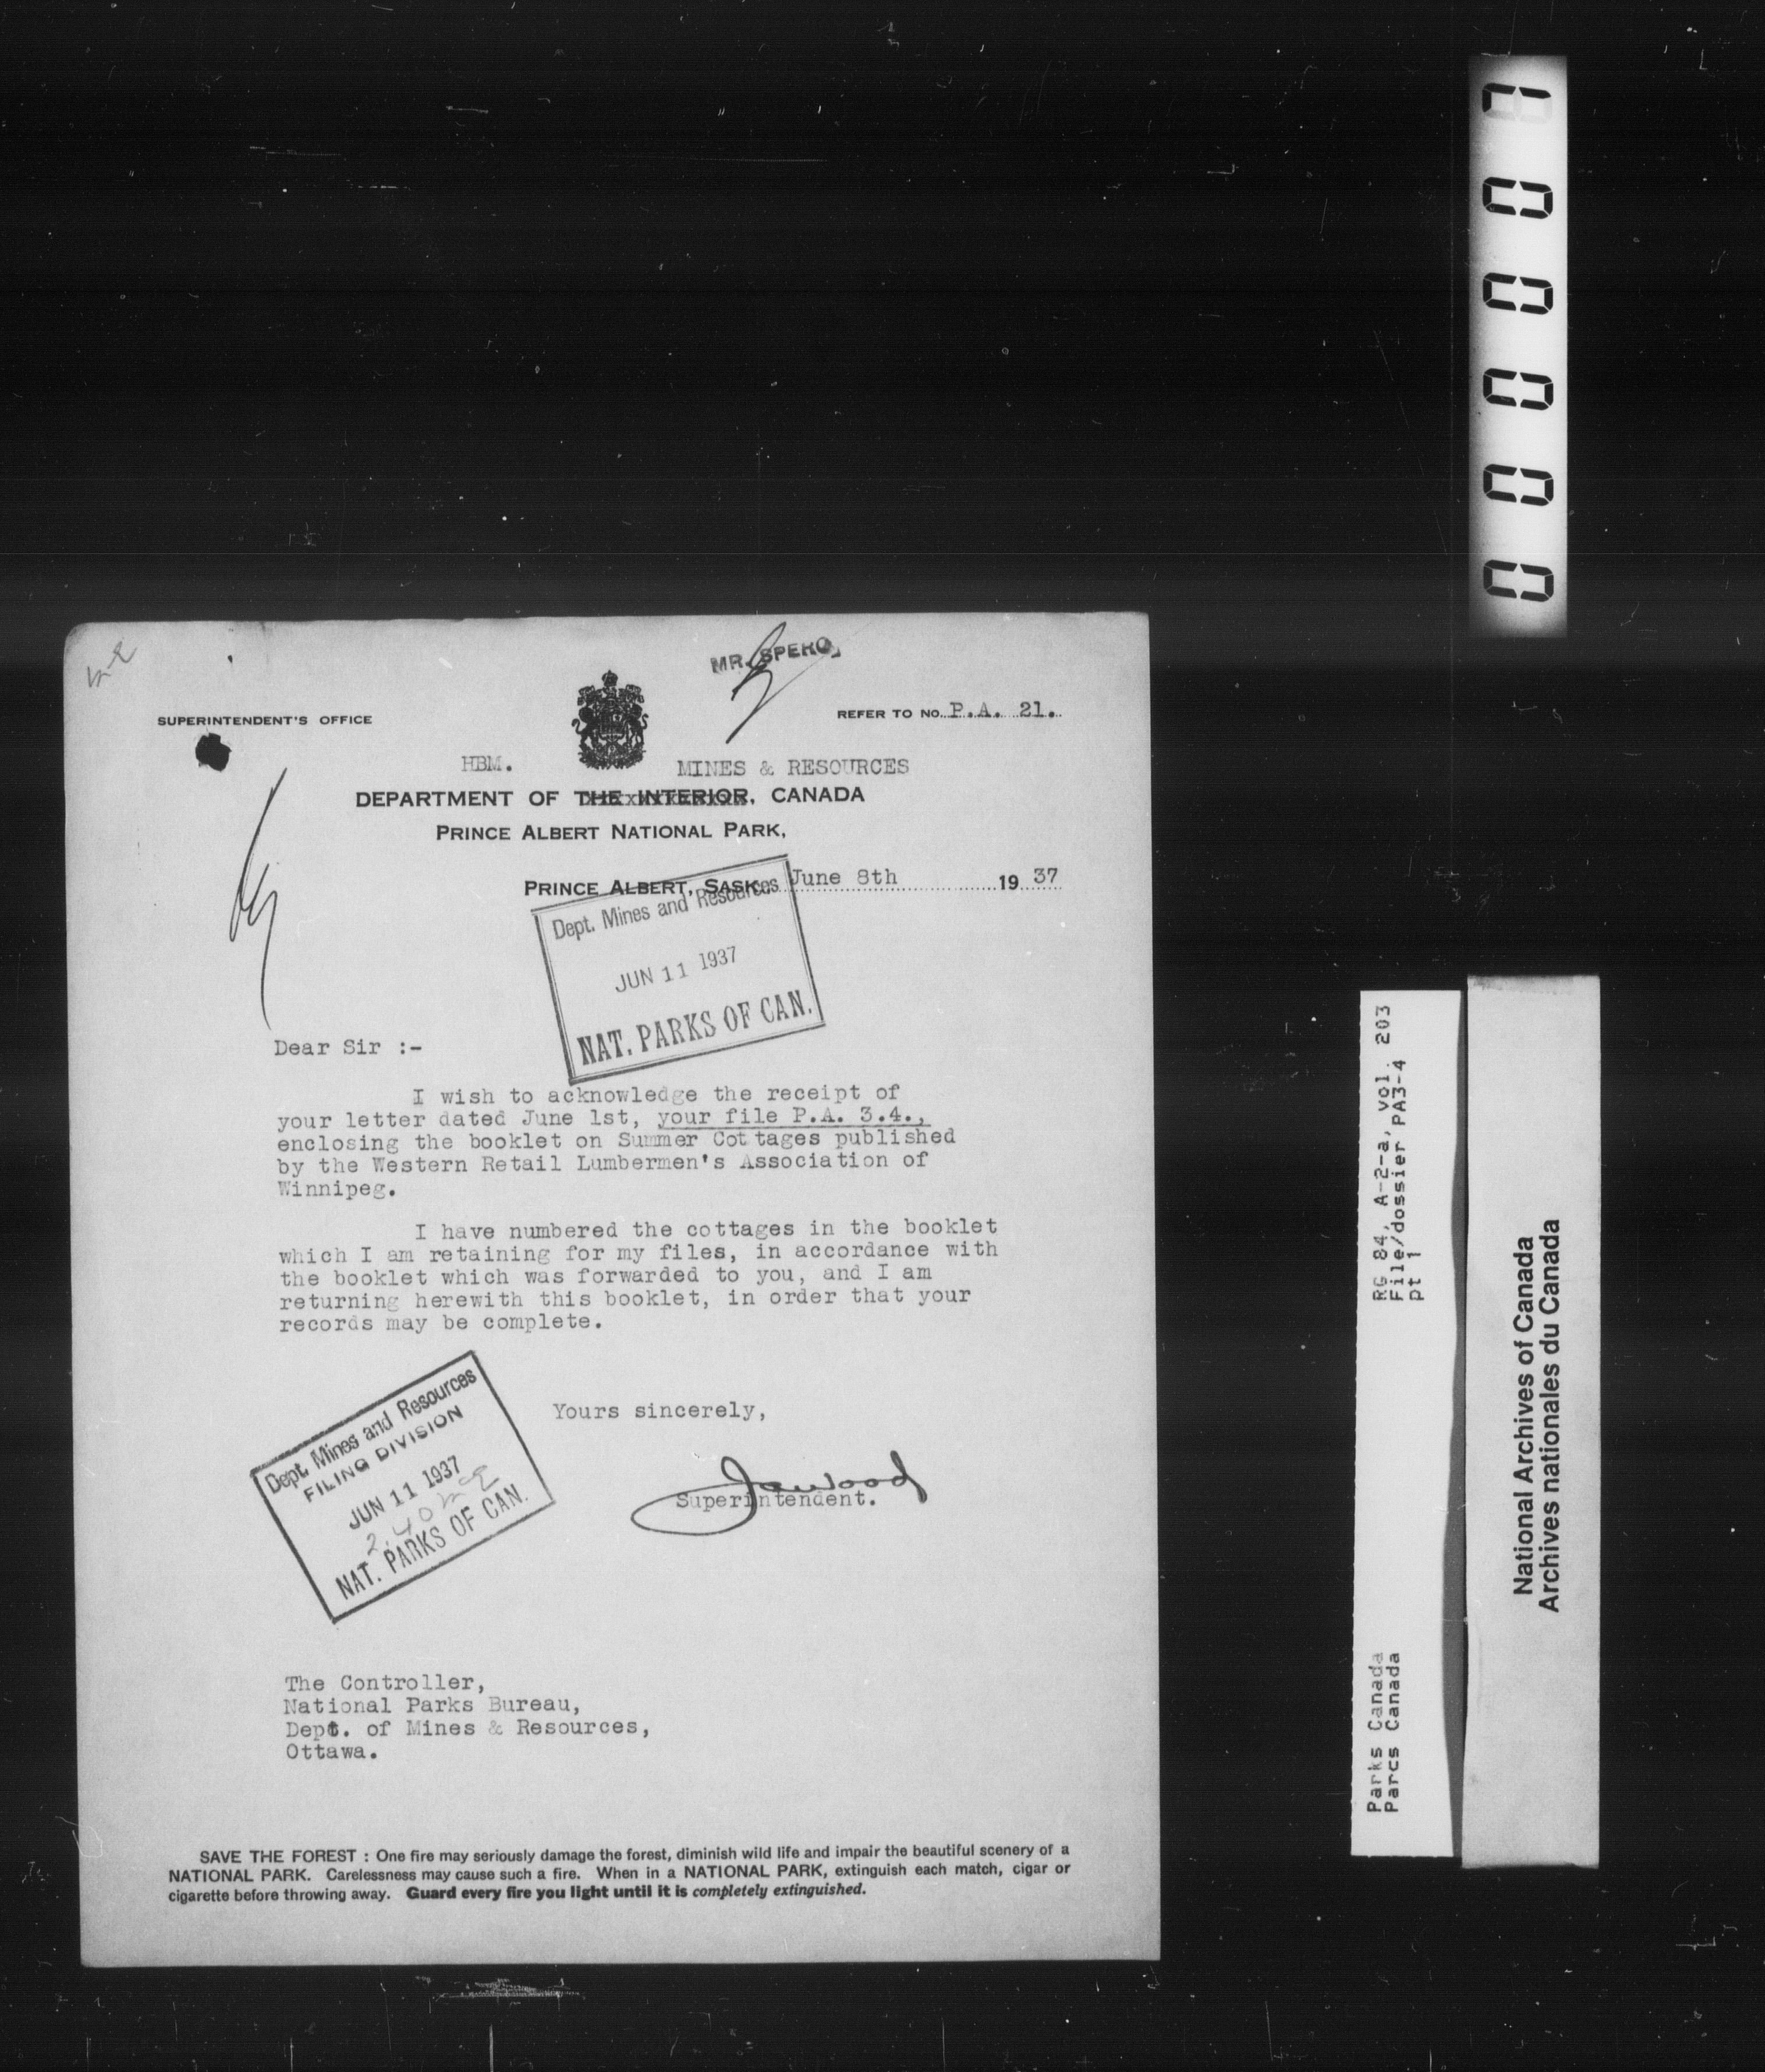 MR. SPERO
SUPERINTENDENT'S OFFICE
REFER TO NO. P.A. 21.
HBM.
MINES & RESOURCES
DEPARTMENT OF THE INTERIOR, CANADA
PRINCE ALBERT NATIONAL PARK,
PRINCE ALBERT, SASK., June 8th 1937
Dept. Mines and Resources
JUN 11 1937
NAT. PARKS OF CAN.
Dear Sir :-
I wish to acknowledge the receipt of
your letter dated June 1st, your file P.A. 3.4.,
enclosing the booklet on Summer Cottages published
by the Western Retail Lumbermen's Association of
Winnipeg.
I have numbered the cottages in the booklet
which I am retaining for my files, in accordance with
the booklet which was forwarded to you, and I am
returning herewith this booklet, in order that your
records may be complete.
Yours sincerely,
Jawood
Superintendent.
Dept. Mines and Resources
FILING DIVISION
JUN 11 1937
2.40
NAT. PARKS OF CAN.
The Controller,
National Parks Bureau,
Dept. of Mines & Resources,
Ottawa.
SAVE THE FOREST : One fire may seriously damage the forest, diminish wild life and impair the beautiful scenery of a
NATIONAL PARK. Carelessness may cause such a fire. When in a NATIONAL PARK, extinguish each match, cigar or
cigarette before throwing away. Guard every fire you light until it is completely extinguished.
000007
RG 84, A-2-a, vol. 203
File/dossier PA3-4
pt 1
Parks Canada
Parcs Canada
National Archives of Canada
Archives nationales du Canada